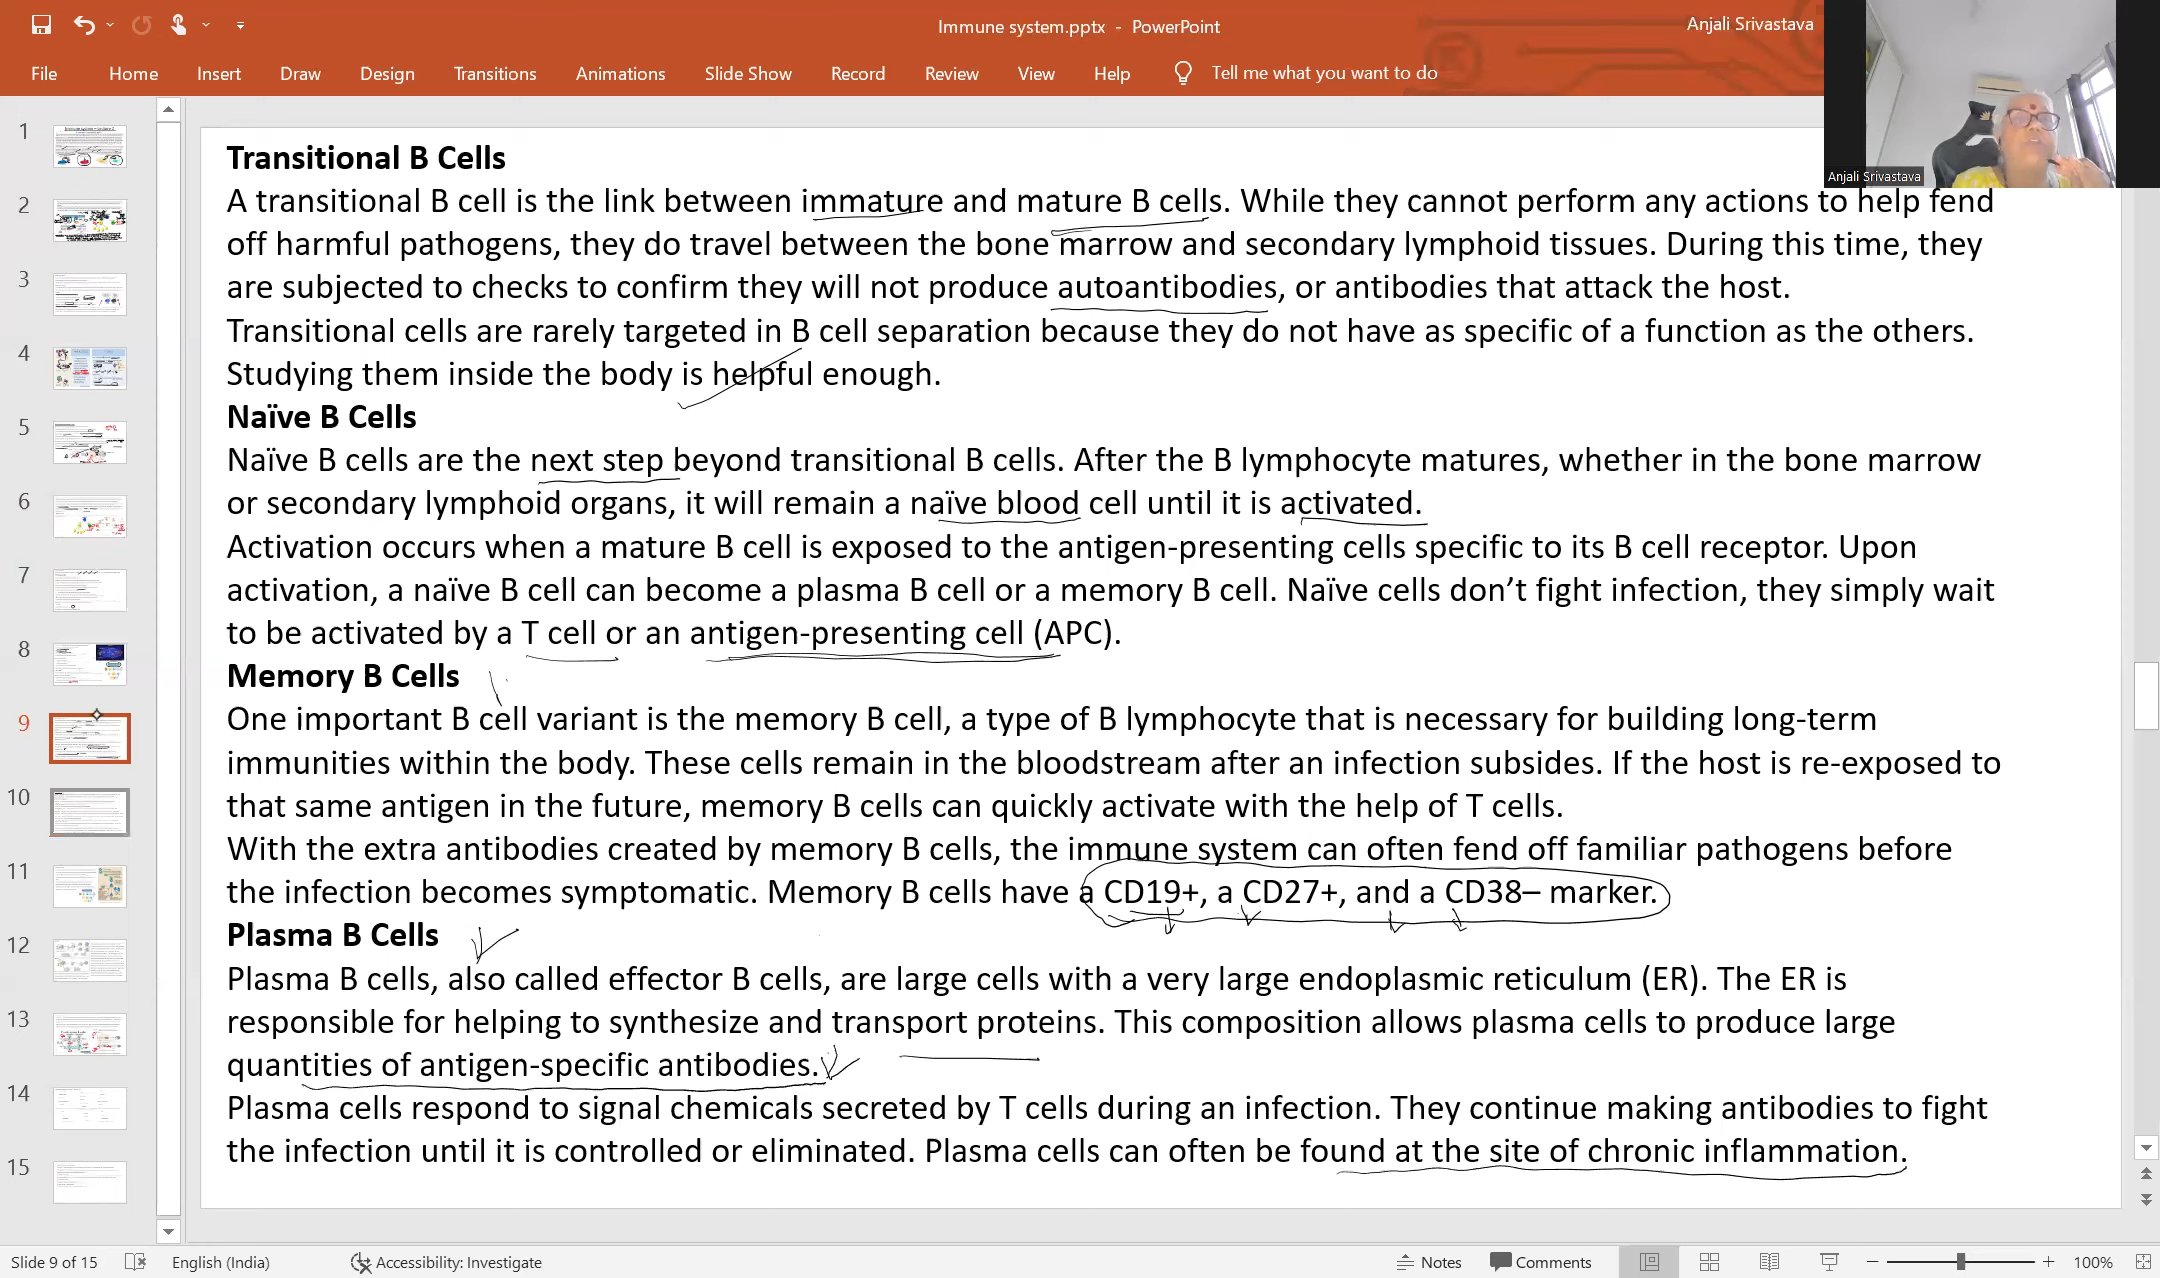 Immune system.pptx - PowerPoint
Anjali Srivastava
File Home Insert Draw Design Transitions Animations Slide Show Record Review View Help Tell me what you want to do
Anjali Srivastava
1
2
3
4
5
6
7
8
9
10
11
12
13
14
15
Transitional B Cells
A transitional B cell is the link between immature and mature B cells. While they cannot perform any actions to help fend
off harmful pathogens, they do travel between the bone marrow and secondary lymphoid tissues. During this time, they
are subjected to checks to confirm they will not produce autoantibodies, or antibodies that attack the host.
Transitional cells are rarely targeted in B cell separation because they do not have as specific of a function as the others.
Studying them inside the body is helpful enough.
Naïve B Cells
Naïve B cells are the next step beyond transitional B cells. After the B lymphocyte matures, whether in the bone marrow
or secondary lymphoid organs, it will remain a naïve blood cell until it is activated.
Activation occurs when a mature B cell is exposed to the antigen-presenting cells specific to its B cell receptor. Upon
activation, a naïve B cell can become a plasma B cell or a memory B cell. Naïve cells don’t fight infection, they simply wait
to be activated by a T cell or an antigen-presenting cell (APC).
Memory B Cells
One important B cell variant is the memory B cell, a type of B lymphocyte that is necessary for building long-term
immunities within the body. These cells remain in the bloodstream after an infection subsides. If the host is re-exposed to
that same antigen in the future, memory B cells can quickly activate with the help of T cells.
With the extra antibodies created by memory B cells, the immune system can often fend off familiar pathogens before
the infection becomes symptomatic. Memory B cells have a CD19+, a CD27+, and a CD38– marker.
Plasma B Cells
Plasma B cells, also called effector B cells, are large cells with a very large endoplasmic reticulum (ER). The ER is
responsible for helping to synthesize and transport proteins. This composition allows plasma cells to produce large
quantities of antigen-specific antibodies.
Plasma cells respond to signal chemicals secreted by T cells during an infection. They continue making antibodies to fight
the infection until it is controlled or eliminated. Plasma cells can often be found at the site of chronic inflammation.
Slide 9 of 15 English (India) Accessibility: Investigate Notes Comments 100%